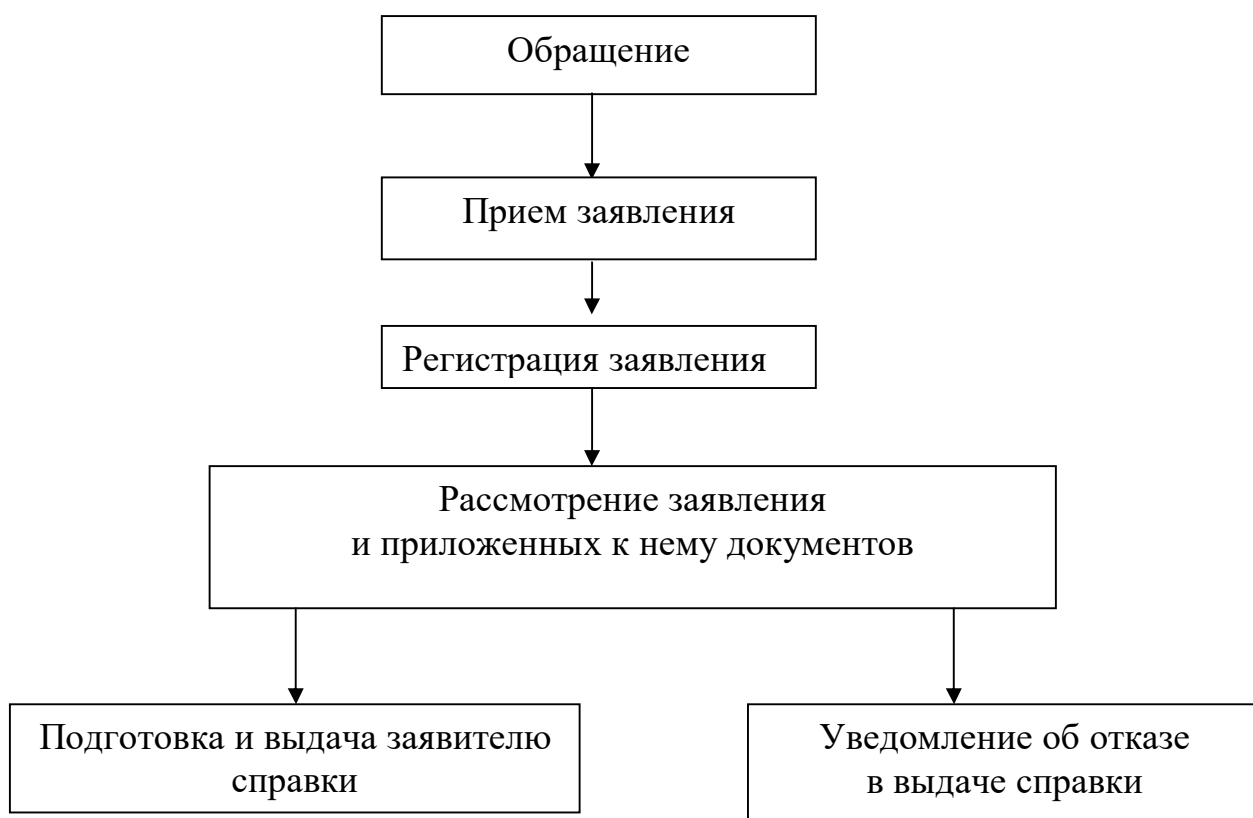 Обращение
Прием заявления
Регистрация заявления
Рассмотрение заявления
и приложенных к нему документов
Подготовка и выдача заявителю
справки
Уведомление об отказе
в выдаче справки